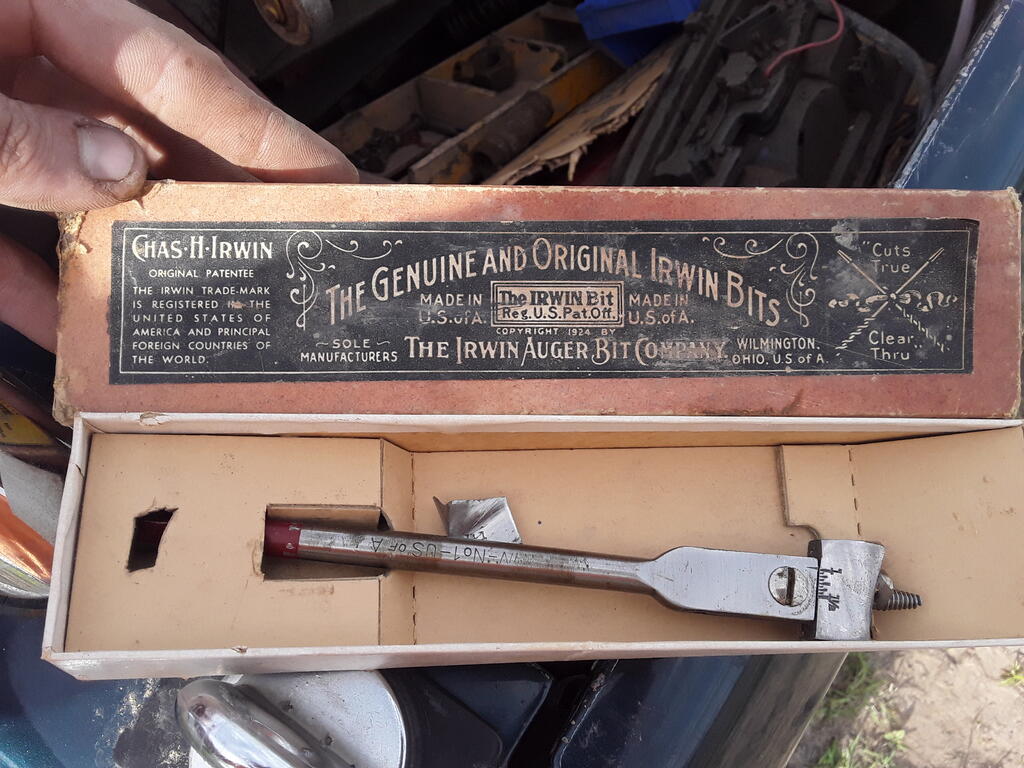 CHAS·H·IRWIN
ORIGINAL PATENTEE
THE IRWIN TRADE-MARK
IS REGISTERED IN THE
UNITED STATES OF
AMERICA AND PRINCIPAL
FOREIGN COUNTRIES OF
THE WORLD.
THE GENUINE AND ORIGINAL IRWIN BITS
MADE IN
U.S.of A.
The IRWIN Bit
Reg. U.S. Pat. Off.
MADE IN
U.S. of A.
COPYRIGHT 1924 BY
SOLE
MANUFACTURERS
THE IRWIN AUGER BIT COMPANY.
WILMINGTON,
OHIO, U.S. of A.
"Cuts
True
Clear
Thru
No1-US OF A
1
1½